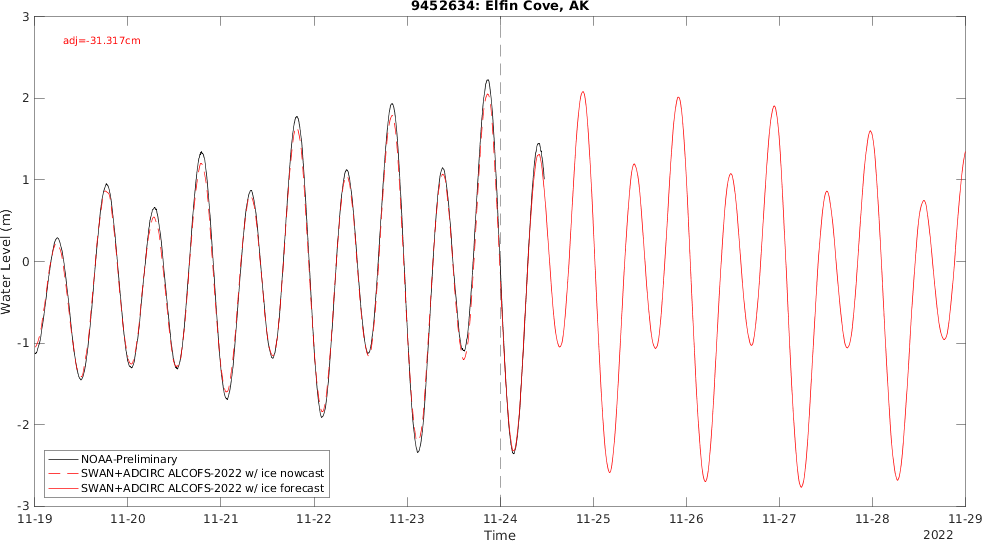 9452634: Elfin Cove, AK
adj=-31.317cm
3
2
1
0
-1
-2
-3
Water Level (m)
NOAA-Preliminary
SWAN+ADCIRC ALCOFS-2022 w/ ice nowcast
SWAN+ADCIRC ALCOFS-2022 w/ ice forecast
11-19 11-20 11-21 11-22 11-23 11-24 11-25 11-26 11-27 11-28 11-29
Time
2022